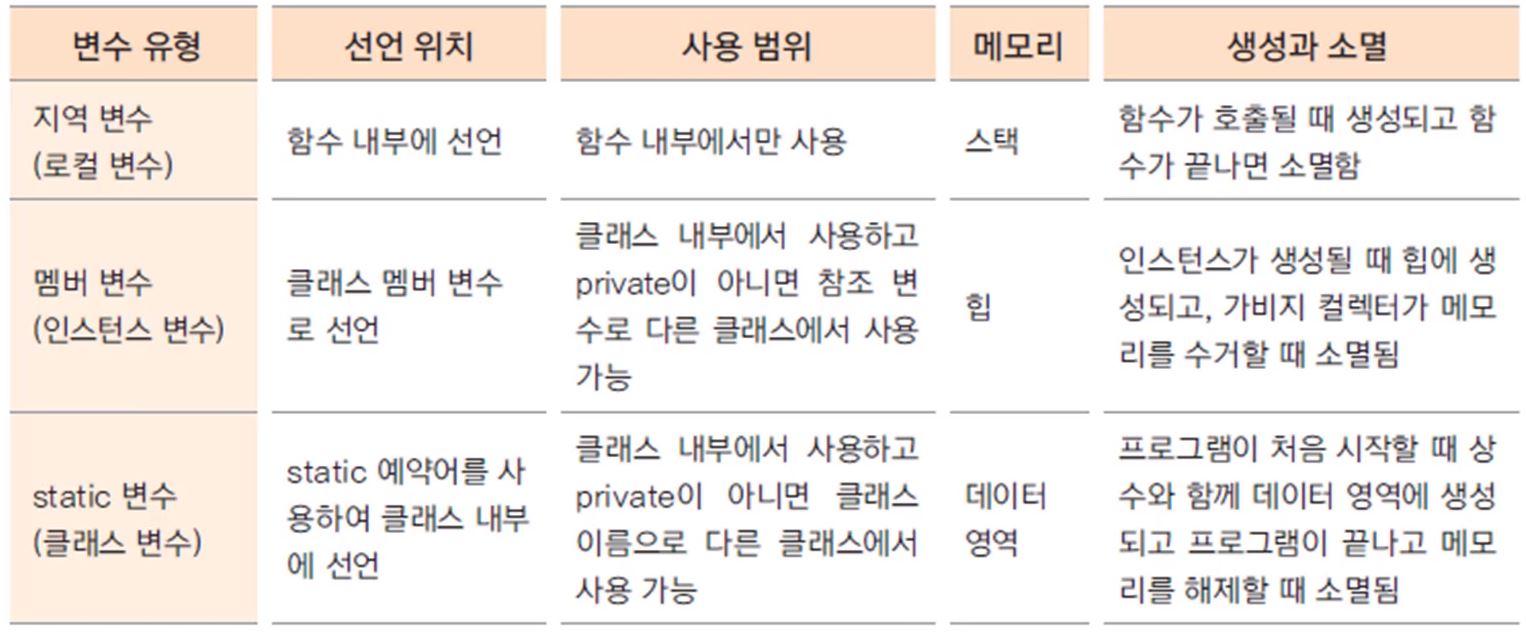 변수 유형
선언 위치
사용 범위
메모리
생성과 소멸
지역 변수
(로컬 변수)
함수 내부에 선언
함수 내부에서만 사용
스택
함수가 호출될 때 생성되고 함
수가 끝나면 소멸함
멤버 변수
(인스턴스 변수)
클래스 멤버 변수
로 선언
클래스 내부에서 사용하고
private이 아니면 참조 변
수로 다른 클래스에서 사용
가능
힙
인스턴스가 생성될 때 힙에 생
성되고, 가비지 컬렉터가 메모
리를 수거할 때 소멸됨
static 변수
(클래스 변수)
static 예약어를 사
용하여 클래스 내부
에 선언
클래스 내부에서 사용하고
private이 아니면 클래스
이름으로 다른 클래스에서
사용 가능
데이터
영역
프로그램이 처음 시작할 때 상
수와 함께 데이터 영역에 생성
되고 프로그램이 끝나고 메모
리를 해제할 때 소멸됨